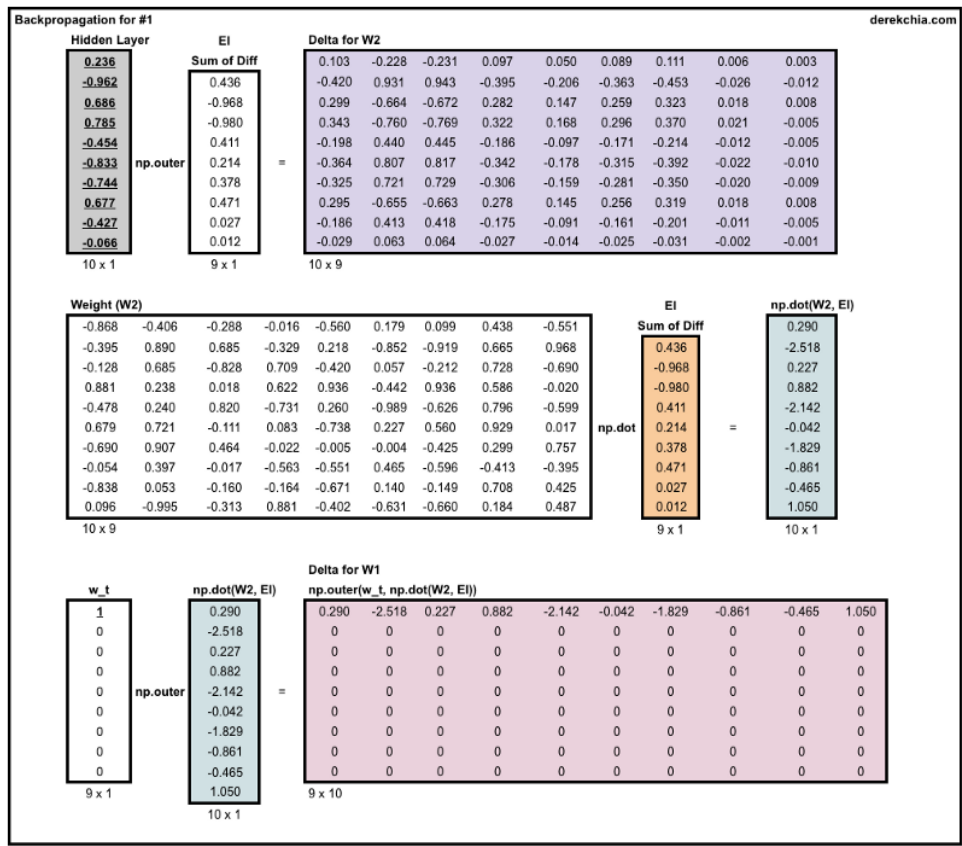 Backpropagation for #1 derekchia.com
Hidden Layer EI Delta for W2
Sum of Diff
0.236 0.103 -0.228 -0.231 0.097 0.050 0.089 0.111 0.006 0.003
-0.962 0.436 -0.420 0.931 0.943 -0.395 -0.206 -0.363 -0.453 -0.026 -0.012
0.686 -0.968 0.299 -0.664 -0.672 0.282 0.147 0.259 0.323 0.018 0.008
0.785 -0.980 0.343 -0.760 -0.769 0.322 0.168 0.296 0.370 0.021 -0.005
-0.454 0.411 -0.198 0.440 0.445 -0.186 -0.097 -0.171 -0.214 -0.012 -0.005
-0.833 np.outer 0.214 = -0.364 0.807 0.817 -0.342 -0.178 -0.315 -0.392 -0.022 -0.010
-0.744 0.378 -0.325 0.721 0.729 -0.306 -0.159 -0.281 -0.350 -0.020 -0.009
0.677 0.471 0.295 -0.655 -0.663 0.278 0.145 0.256 0.319 0.018 0.008
-0.427 0.027 -0.186 0.413 0.418 -0.175 -0.091 -0.161 -0.201 -0.011 -0.005
-0.066 0.012 -0.029 0.063 0.064 -0.027 -0.014 -0.025 -0.031 -0.002 -0.001
10 x 1 9 x 1 10 x 9
Weight (W2) EI np.dot(W2, EI)
Sum of Diff
-0.868 -0.406 -0.288 -0.016 -0.560 0.179 0.099 0.438 -0.551 0.290
-0.395 0.890 0.685 -0.329 0.218 -0.852 -0.919 0.665 0.968 0.436 -2.518
-0.128 0.685 -0.828 0.709 -0.420 0.057 -0.212 0.728 -0.690 -0.968 0.227
0.881 0.238 0.018 0.622 0.936 -0.442 0.936 0.586 -0.020 -0.980 0.882
-0.478 0.240 0.820 -0.731 0.260 -0.989 -0.626 0.796 -0.599 0.411 -2.142
0.679 0.721 -0.111 0.083 -0.738 0.227 0.560 0.929 0.017 np.dot 0.214 = -0.042
-0.690 0.907 0.464 -0.022 -0.005 -0.004 -0.425 0.299 0.757 0.378 -1.829
-0.054 0.397 -0.017 -0.563 -0.551 0.465 -0.596 -0.413 -0.395 0.471 -0.861
-0.838 0.053 -0.160 -0.164 -0.671 0.140 -0.149 0.708 0.425 0.027 -0.465
0.096 -0.995 -0.313 0.881 -0.402 -0.631 -0.660 0.184 0.487 0.012 1.050
10 x 9 9 x 1 10 x 1
Delta for W1
w_t np.dot(W2, EI) np.outer(w_t, np.dot(W2, EI))
1 0.290 0.290 -2.518 0.227 0.882 -2.142 -0.042 -1.829 -0.861 -0.465 1.050
0 -2.518 0 0 0 0 0 0 0 0 0 0
0 0.227 0 0 0 0 0 0 0 0 0 0
0 0.882 0 0 0 0 0 0 0 0 0 0
0 np.outer -2.142 = 0 0 0 0 0 0 0 0 0 0
0 -0.042 0 0 0 0 0 0 0 0 0 0
0 -1.829 0 0 0 0 0 0 0 0 0 0
0 -0.861 0 0 0 0 0 0 0 0 0 0
0 -0.465 0 0 0 0 0 0 0 0 0 0
9 x 1 1.050 9 x 10
10 x 1